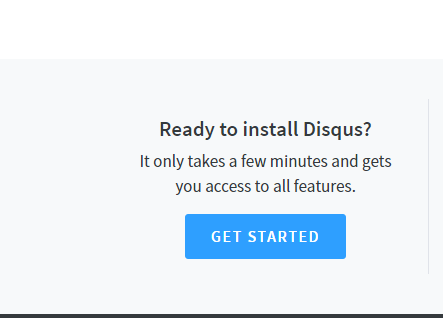 Ready to install Disqus?
It only takes a few minutes and gets
you access to all features.
GET STARTED